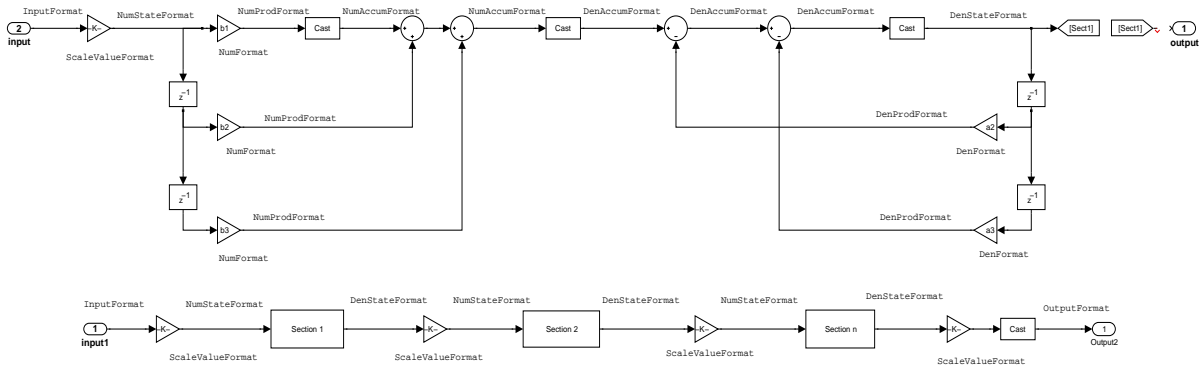 InputFormat
NumStateFormat
NumProdFormat
NumAccumFormat
NumAccumFormat
DenAccumFormat
DenAccumFormat
DenAccumFormat
DenStateFormat
2
-K-
b1
Cast
Cast
Cast
[Sect1]
[Sect1]
1
input
output
NumFormat
ScaleValueFormat
z-1
z-1
NumProdFormat
DenProdFormat
b2
a2
NumFormat
DenFormat
z-1
z-1
NumProdFormat
DenProdFormat
b3
a3
NumFormat
DenFormat
InputFormat
NumStateFormat
DenStateFormat
NumStateFormat
DenStateFormat
NumStateFormat
DenStateFormat
OutputFormat
1
-K-
Section 1
-K-
Section 2
-K-
Section n
-K-
Cast
1
input1
Output2
ScaleValueFormat
ScaleValueFormat
ScaleValueFormat
ScaleValueFormat